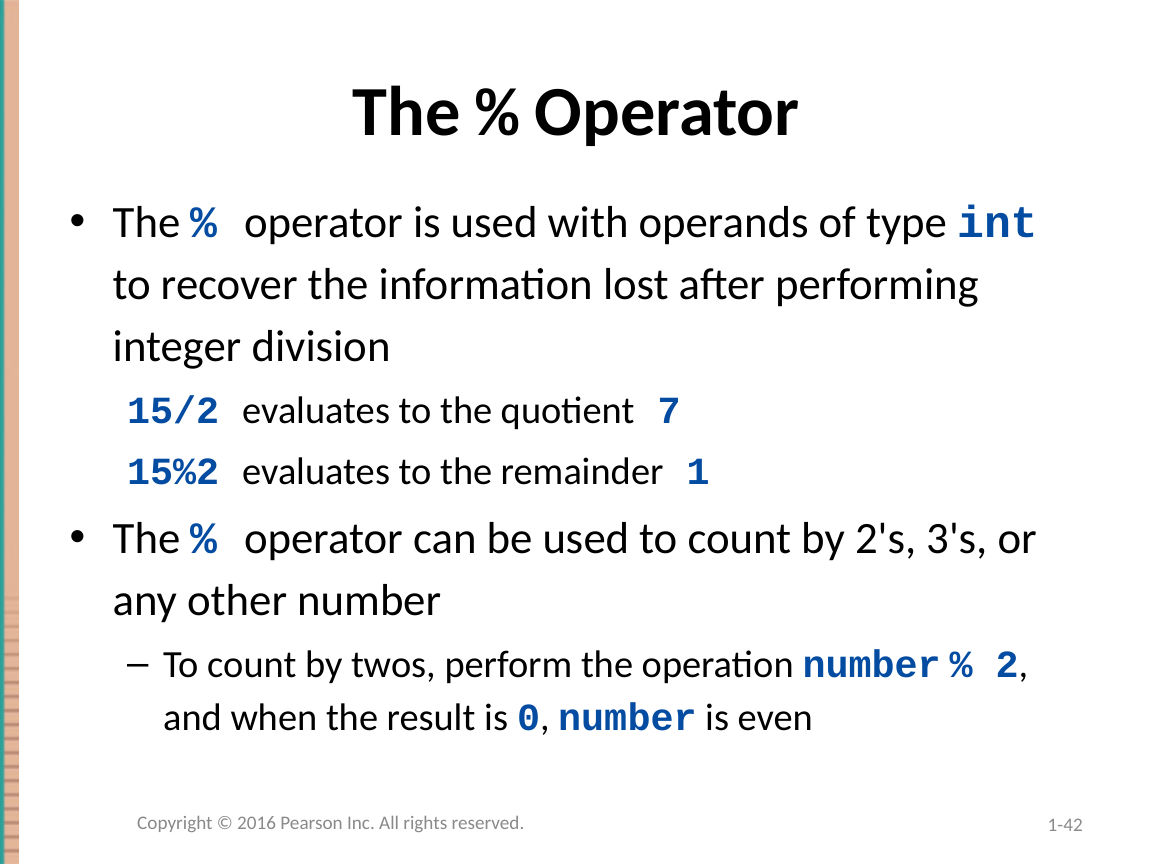 The % Operator
• The % operator is used with operands of type int
to recover the information lost after performing
integer division
15/2 evaluates to the quotient 7
15%2 evaluates to the remainder 1
• The % operator can be used to count by 2's, 3's, or
any other number
– To count by twos, perform the operation number % 2,
and when the result is 0, number is even
Copyright © 2016 Pearson Inc. All rights reserved.
1-42